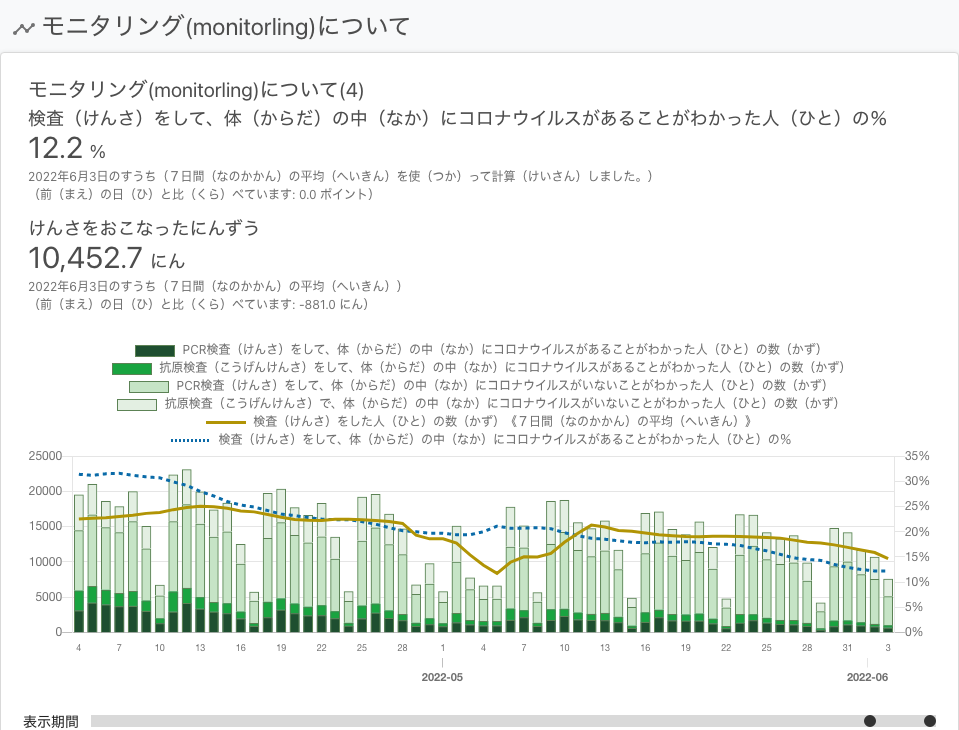 モニタリング(monitorling)について
モニタリング(monitorling)について(4)
検査（けんさ）をして、体（からだ）の中（なか）にコロナウイルスがあることがわかった人（ひと）の%
12.2 %
2022年6月3日のすうち（７日間（なのかかん）の平均（へいきん）を使（つか）って計算（けいさん）しました。）
（前（まえ）の日（ひ）と比（くら）べています: 0.0 ポイント）
けんさをおこなったにんずう
10,452.7 にん
2022年6月3日のすうち（７日間（なのかかん）の平均（へいきん））
（前（まえ）の日（ひ）と比（くら）べています: -881.0 にん）
PCR検査（けんさ）をして、体（からだ）の中（なか）にコロナウイルスがあることがわかった人（ひと）の数（かず）
抗原検査（こうげんけんさ）をして、体（からだ）の中（なか）にコロナウイルスがあることがわかった人（ひと）の数（かず）
PCR検査（けんさ）をして、体（からだ）の中（なか）にコロナウイルスがいないことがわかった人（ひと）の数（かず）
抗原検査（こうげんけんさ）で、体（からだ）の中（なか）にコロナウイルスがいないことがわかった人（ひと）の数（かず）
検査（けんさ）をした人（ひと）の数（かず）《７日間（なのかかん）の平均（へいきん）》
検査（けんさ）をして、体（からだ）の中（なか）にコロナウイルスがあることがわかった人（ひと）の%
25000 35%
30%
20000
25%
15000
20%
15%
10000
10%
5000
5%
0 0%
4 7 10 13 16 19 22 25 28 1 4 7 10 13 16 19 22 25 28 31 3
2022-05 2022-06
表示期間